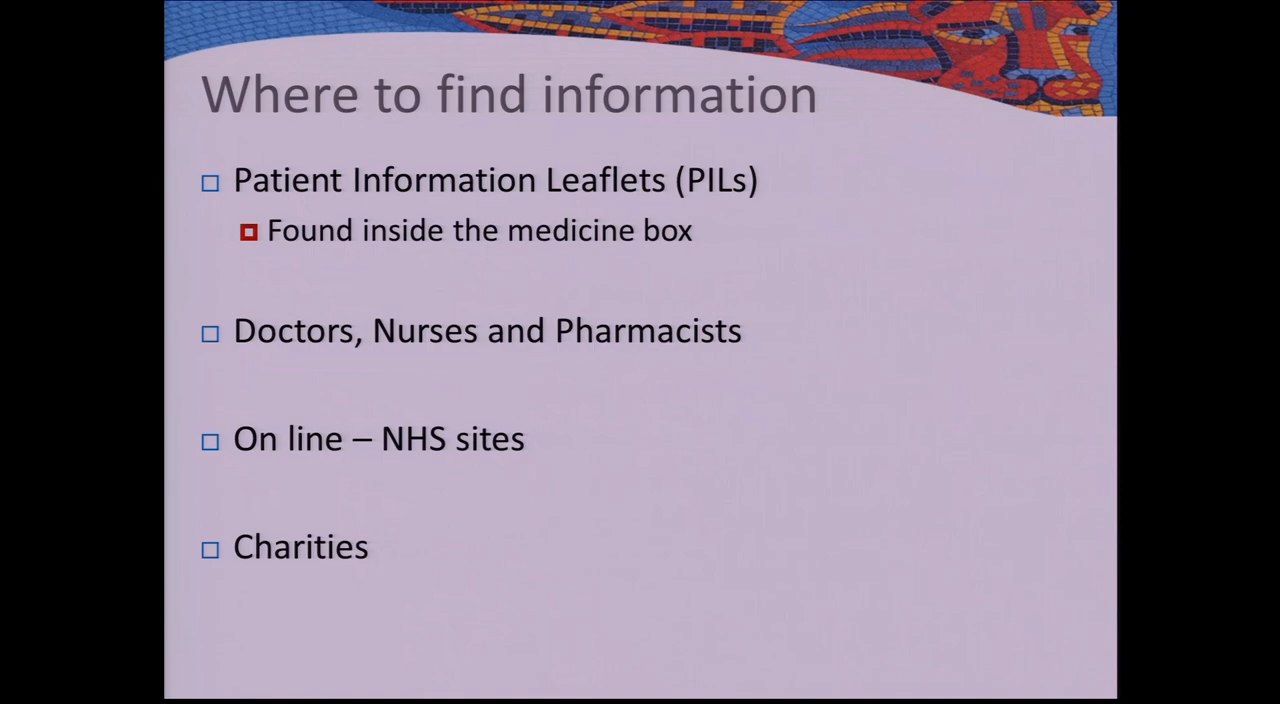 Where to find information
Patient Information Leaflets (PILs)
Found inside the medicine box
Doctors, Nurses and Pharmacists
On line – NHS sites
Charities